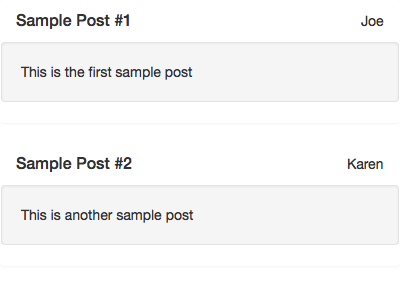 Sample Post #1 Joe
This is the first sample post
Sample Post #2 Karen
This is another sample post